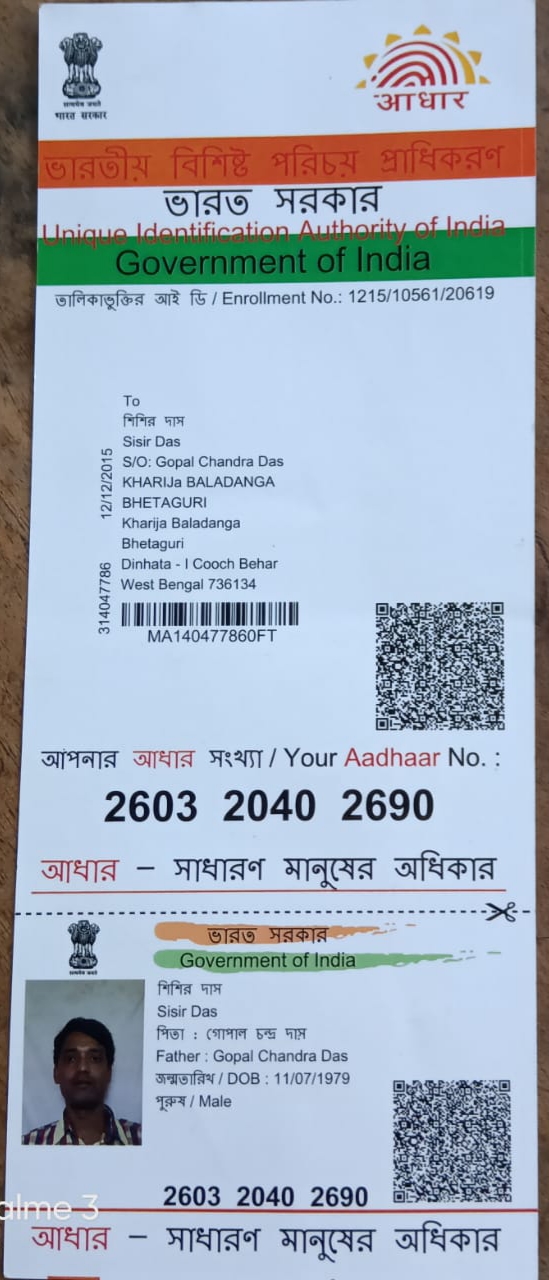 सत्यमेव जयते
भारत सरकार
आधार
ভারতীয় বিশিষ্ট পরিচয় প্রাধিকরণ
ভারত সরকার
Unique Identification Authority of India
Government of India
তালিকাভুক্তির আই ডি / Enrollment No.: 1215/10561/20619
To
শিশির দাস
Sisir Das
S/O: Gopal Chandra Das
KHARIJa BALADANGA
BHETAGURI
Kharija Baladanga
Bhetaguri
Dinhata - I Cooch Behar
West Bengal 736134
12/12/2015
314047786
MA140477860FT
আপনার আধার সংখ্যা / Your Aadhaar No. :
2603 2040 2690
আধার – সাধারণ মানুষের অধিকার
ভারত সরকার
Government of India
শিশির দাস
Sisir Das
পিতা : গোপাল চন্দ্র দাস
Father : Gopal Chandra Das
জন্মতারিখ / DOB : 11/07/1979
পুরুষ / Male
2603 2040 2690
alme 3
আধার – সাধারণ মানুষের অধিকার